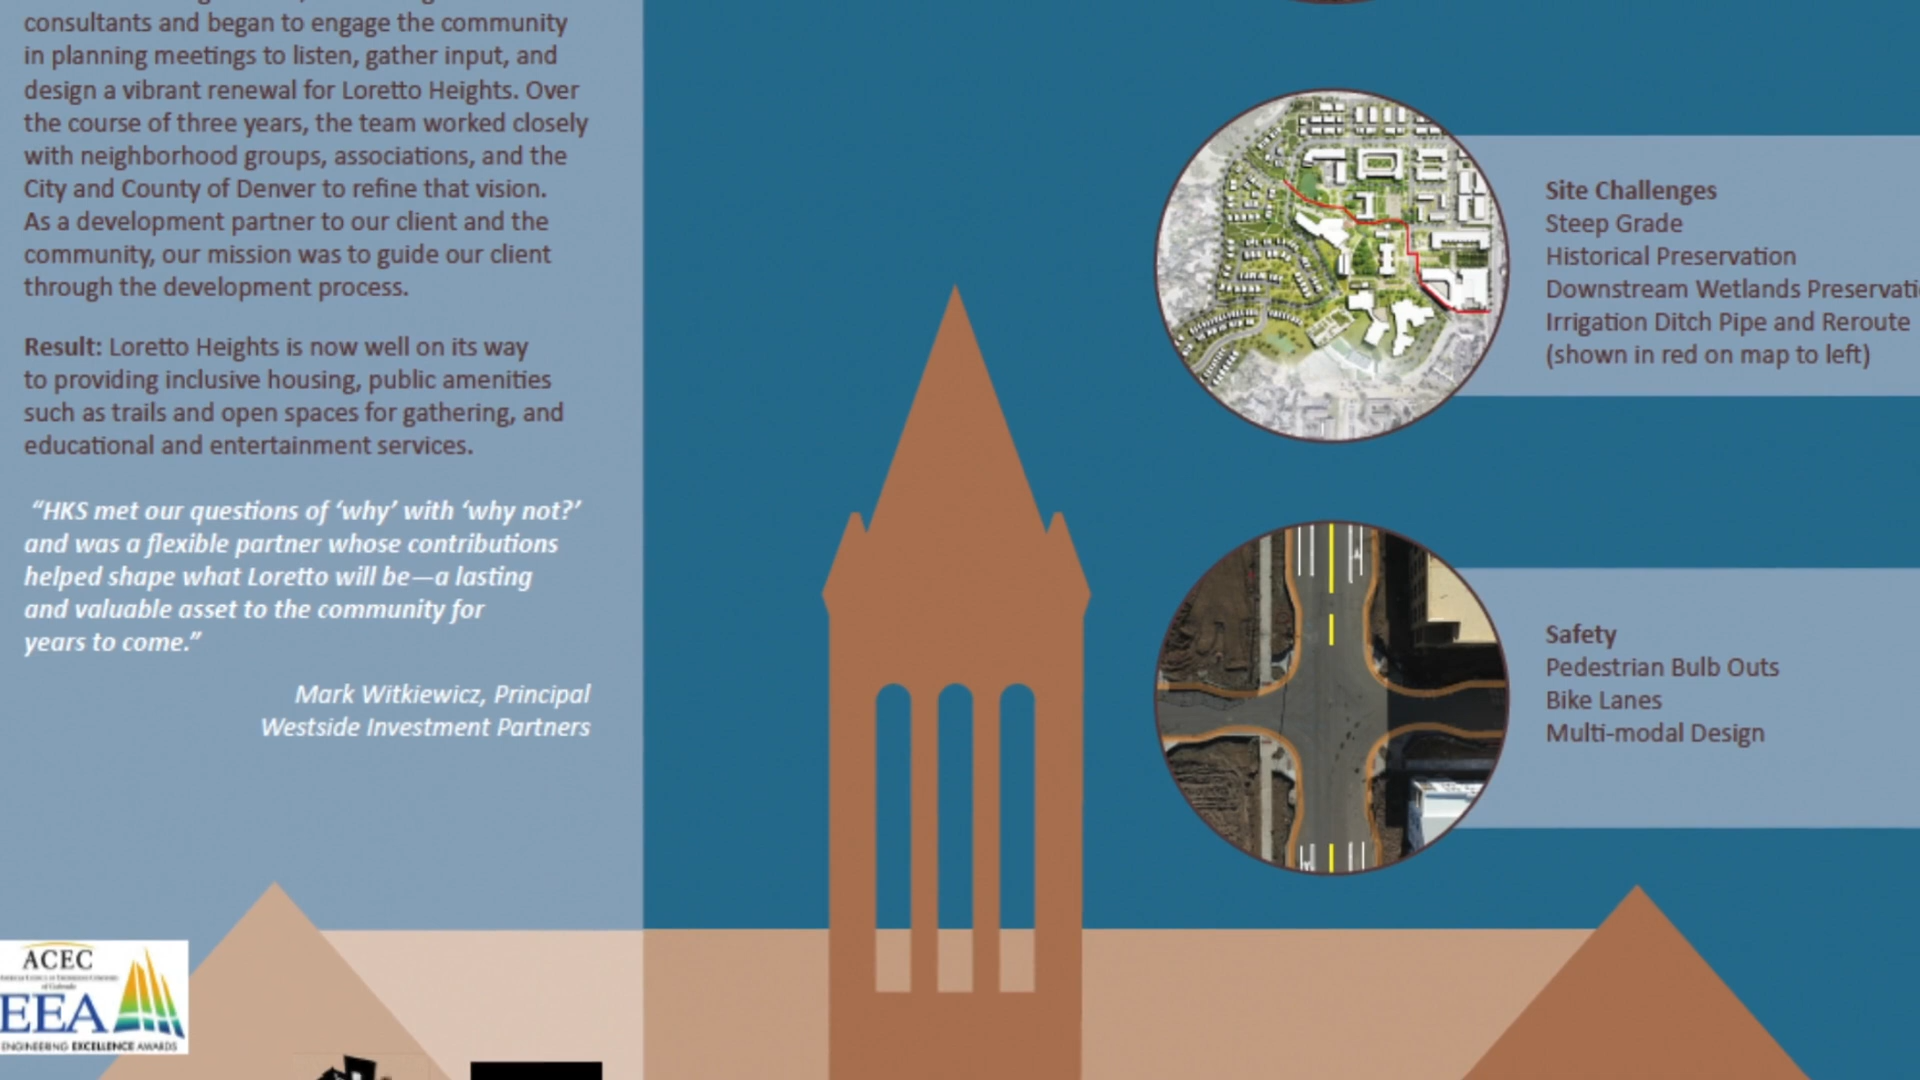 consultants and began to engage the community
in planning meetings to listen, gather input, and
design a vibrant renewal for Loretto Heights. Over
the course of three years, the team worked closely
with neighborhood groups, associations, and the
City and County of Denver to refine that vision.
As a development partner to our client and the
community, our mission was to guide our client
through the development process.
Result: Loretto Heights is now well on its way
to providing inclusive housing, public amenities
such as trails and open spaces for gathering, and
educational and entertainment services.
“HKS met our questions of ‘why’ with ‘why not?’
and was a flexible partner whose contributions
helped shape what Loretto will be—a lasting
and valuable asset to the community for
years to come.”
Mark Witkiewicz, Principal
Westside Investment Partners
Site Challenges
Steep Grade
Historical Preservation
Downstream Wetlands Preservati
Irrigation Ditch Pipe and Reroute
(shown in red on map to left)
Safety
Pedestrian Bulb Outs
Bike Lanes
Multi-modal Design
ACEC
of Colorado
EEA
ENGINEERING EXCELLENCE AWARDS